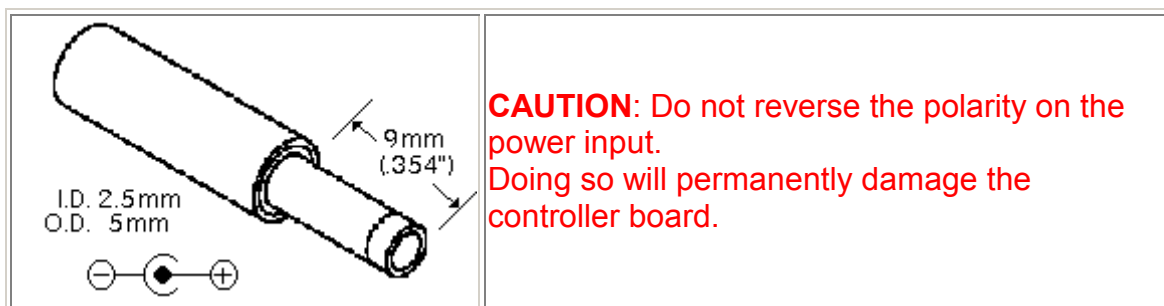 9mm
(.354")
I.D. 2.5mm
O.D. 5mm
CAUTION: Do not reverse the polarity on the
power input.
Doing so will permanently damage the
controller board.